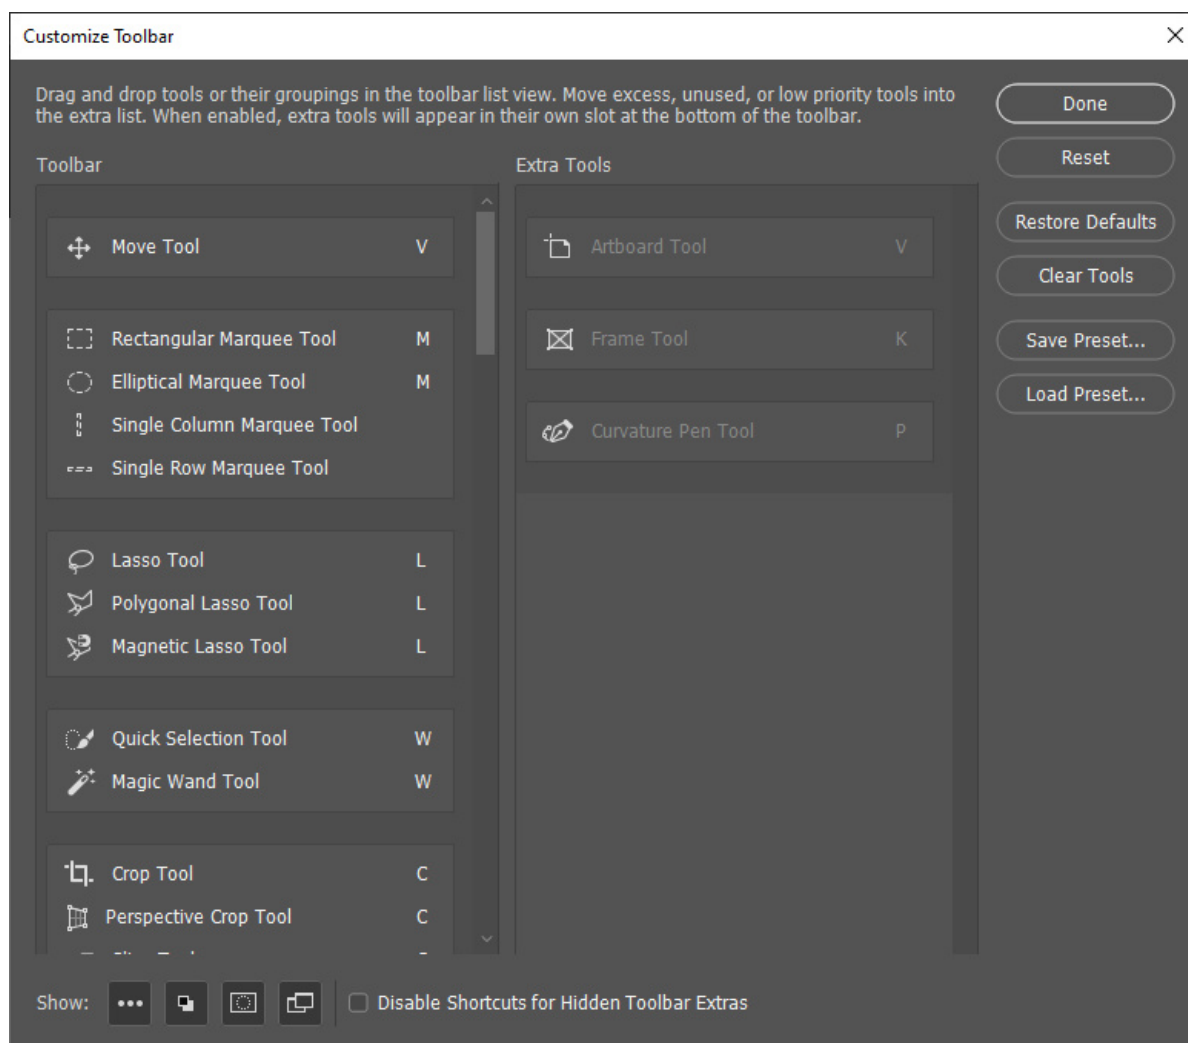 Customize Toolbar
Drag and drop tools or their groupings in the toolbar list view. Move excess, unused, or low priority tools into
the extra list. When enabled, extra tools will appear in their own slot at the bottom of the toolbar.
Done
Reset
Restore Defaults
Clear Tools
Save Preset...
Load Preset...
Toolbar
Move Tool V
Rectangular Marquee Tool M
Elliptical Marquee Tool M
Single Column Marquee Tool
Single Row Marquee Tool
Lasso Tool L
Polygonal Lasso Tool L
Magnetic Lasso Tool L
Quick Selection Tool W
Magic Wand Tool W
Crop Tool C
Perspective Crop Tool C
Extra Tools
Artboard Tool V
Frame Tool K
Curvature Pen Tool P
Show:
Disable Shortcuts for Hidden Toolbar Extras